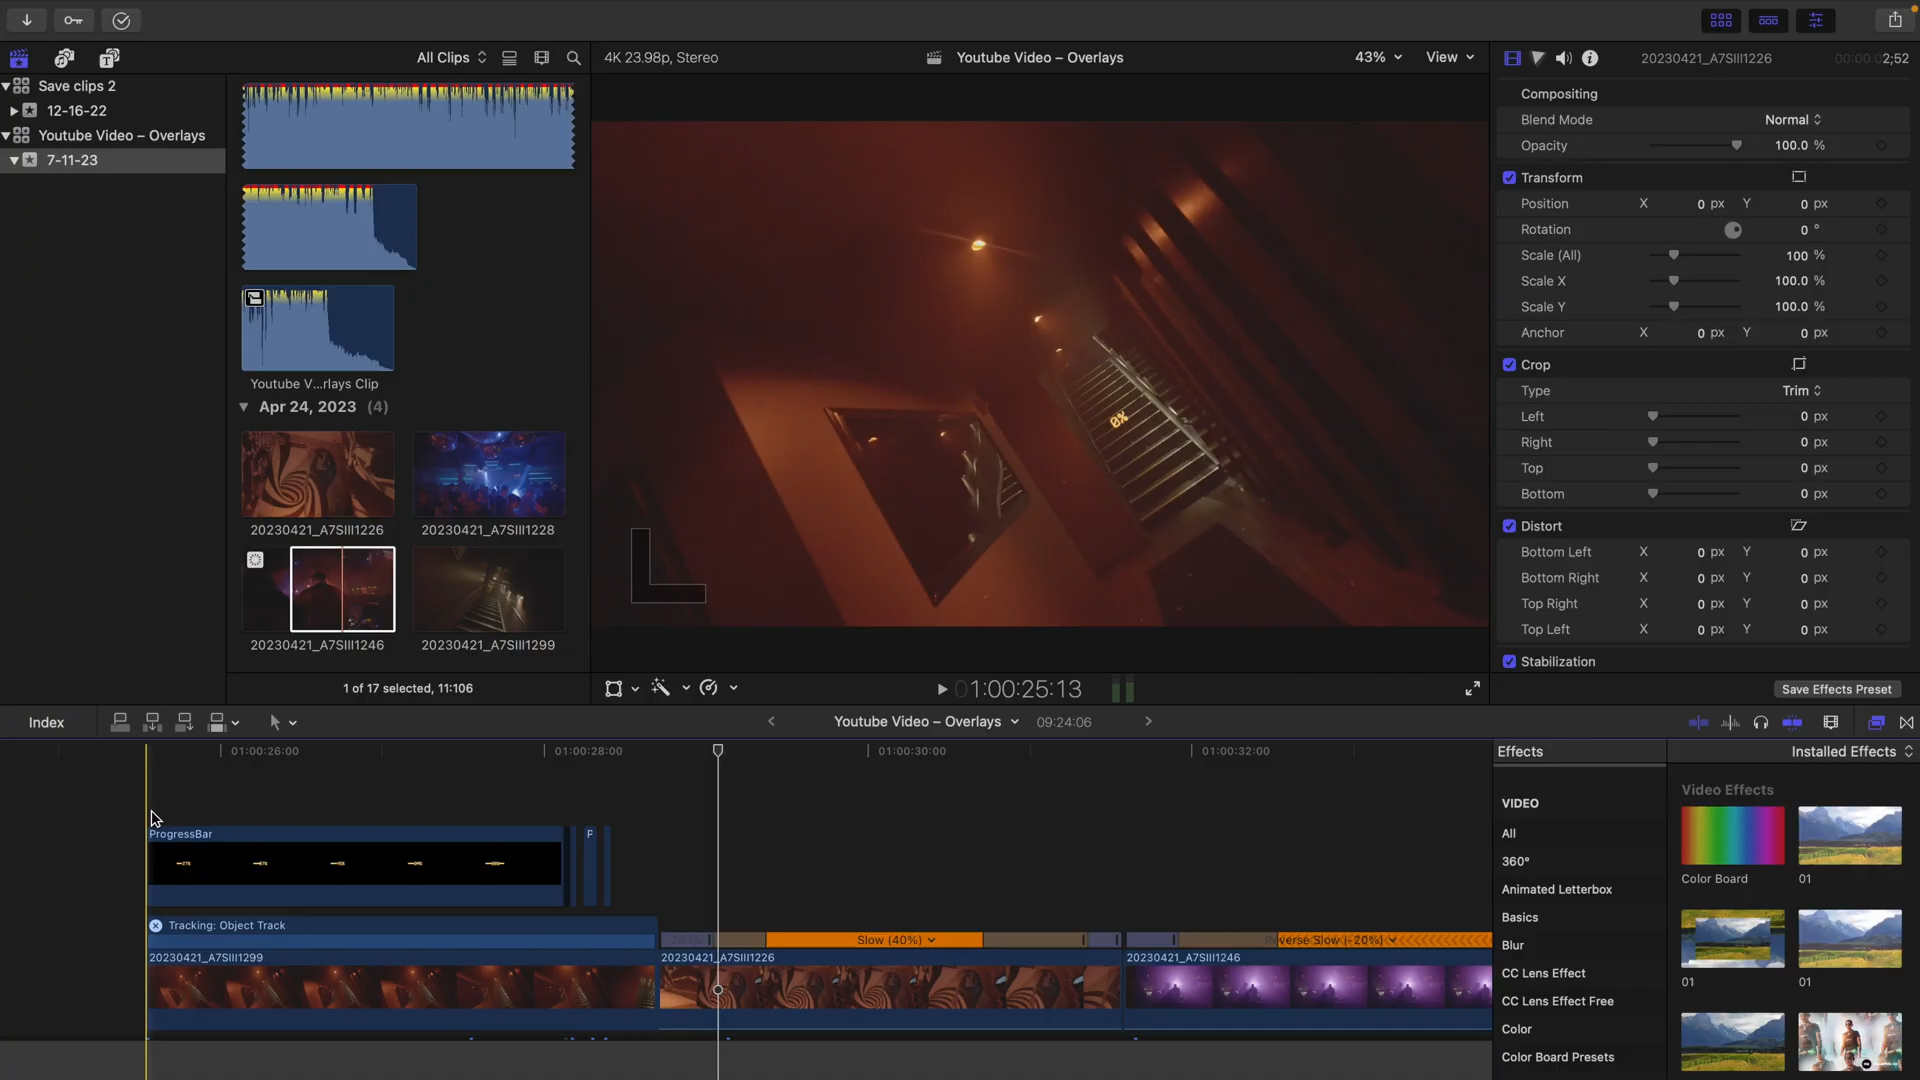 All Clips
4K 23.98p, Stereo
Youtube Video – Overlays
43%
View
20230421_A7SIII1226
00:00:02:52
Save clips 2
12-16-22
Youtube Video – Overlays
7-11-23
Youtube V...rlays Clip
Apr 24, 2023 (4)
20230421_A7SIII1226
20230421_A7SIII1228
20230421_A7SIII1246
20230421_A7SIII1299
1 of 17 selected, 11:106
0%
01:00:25:13
Compositing
Blend Mode Normal
Opacity 100.0 %
Transform
Position X 0 px Y 0 px
Rotation 0 °
Scale (All) 100 %
Scale X 100.0 %
Scale Y 100.0 %
Anchor X 0 px Y 0 px
Crop
Type Trim
Left 0 px
Right 0 px
Top 0 px
Bottom 0 px
Distort
Bottom Left X 0 px Y 0 px
Bottom Right X 0 px Y 0 px
Top Right X 0 px Y 0 px
Top Left X 0 px Y 0 px
Stabilization
Save Effects Preset
Index
Youtube Video – Overlays
09:24:06
01:00:26:00
01:00:28:00
01:00:30:00
01:00:32:00
ProgressBar
P
Tracking: Object Track
Slow (40%)
Reverse Slow (-20%)
20230421_A7SIII1299
20230421_A7SIII1226
20230421_A7SIII1246
Effects
Installed Effects
VIDEO
All
360°
Animated Letterbox
Basics
Blur
CC Lens Effect
CC Lens Effect Free
Color
Color Board Presets
Video Effects
Color Board
01
01
01